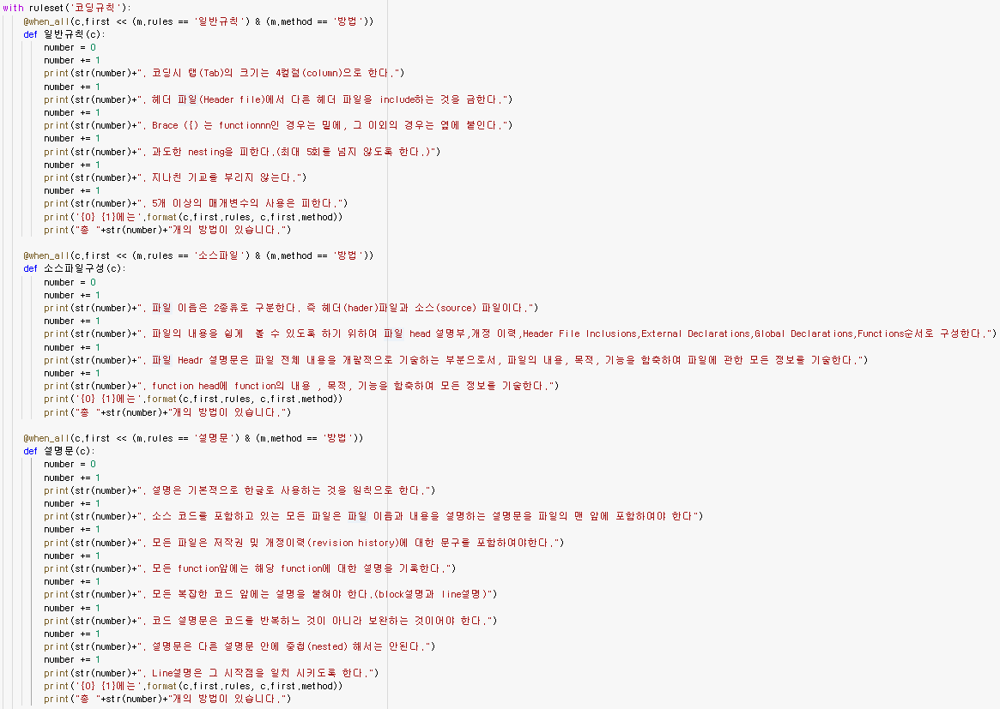 with ruleset('코딩규칙'):
    @when_all(c.first << (m.rules == '일반규칙') & (m.method == '방법'))
    def 일반규칙(c):
        number = 0
        number += 1
        print(str(number)+". 코딩시 탭(Tab)의 크기는 4컬럼(column)으로 한다.")
        number += 1
        print(str(number)+". 헤더 파일(Header file)에서 다른 헤더 파일을 include하는 것을 금한다.")
        number += 1
        print(str(number)+". Brace ({) 는 functionnn인 경우는 밑에, 그 이외의 경우는 옆에 붙인다.")
        number += 1
        print(str(number)+". 과도한 nesting을 피한다.(최대 5회를 넘지 않도록 한다.)")
        number += 1
        print(str(number)+". 지나친 기교를 부리지 않는다.")
        number += 1
        print(str(number)+". 5개 이상의 매개변수의 사용은 피한다.")
        print('{0} {1}에는'.format(c.first.rules, c.first.method))
        print("총 "+str(number)+"개의 방법이 있습니다.")

    @when_all(c.first << (m.rules == '소스파일') & (m.method == '방법'))
    def 소스파일구성(c):
        number = 0
        number += 1
        print(str(number)+". 파일 이름은 2종류로 구분한다. 즉 헤더(hader)파일과 소스(source) 파일이다.")
        number += 1
        print(str(number)+". 파일의 내용을 쉽게  볼 수 있도록 하기 위하여 파일 head 설명부,개정 이력,Header File Inclusions,External Declarations,Global Declarations,Functions순서로 구성한다.")
        number += 1
        print(str(number)+". 파일 Headr 설명문은 파일 전체 내용을 개괄적으로 기술하는 부분으로서, 파일의 내용, 목적, 기능을 함축하여 파일에 관한 모든 정보를 기술한다.")
        number += 1
        print(str(number)+". function head에 function의 내용 , 목적, 기능을 함축하여 모든 정보를 기술한다.")
        print('{0} {1}에는'.format(c.first.rules, c.first.method))
        print("총 "+str(number)+"개의 방법이 있습니다.")

    @when_all(c.first << (m.rules == '설명문') & (m.method == '방법'))
    def 설명문(c):
        number = 0
        number += 1
        print(str(number)+". 설명은 기본적으로 한글로 사용하는 것을 원칙으로 한다.")
        number += 1
        print(str(number)+". 소스 코드를 포함하고 있는 모든 파일은 파일 이름과 내용을 설명하는 설명문을 파일의 맨 앞에 포함하여야 한다")
        number += 1
        print(str(number)+". 모든 파일은 저작권 및 개정이력(revision history)에 대한 문구를 포함하여야한다.")
        number += 1
        print(str(number)+". 모든 function앞에는 해당 function에 대한 설명을 기록한다.")
        number += 1
        print(str(number)+". 모든 복잡한 코드 앞에는 설명을 붙혀야 한다.(block설명과 line설명)")
        number += 1
        print(str(number)+". 코드 설명문은 코드를 반복하느 것이 아니라 보완하는 것이어야 한다.")
        number += 1
        print(str(number)+". 설명문은 다른 설명문 안에 중첩(nested) 해서는 안된다.")
        number += 1
        print(str(number)+". Line설명은 그 시작점을 일치 시키도록 한다.")
        print('{0} {1}에는'.format(c.first.rules, c.first.method))
        print("총 "+str(number)+"개의 방법이 있습니다.")